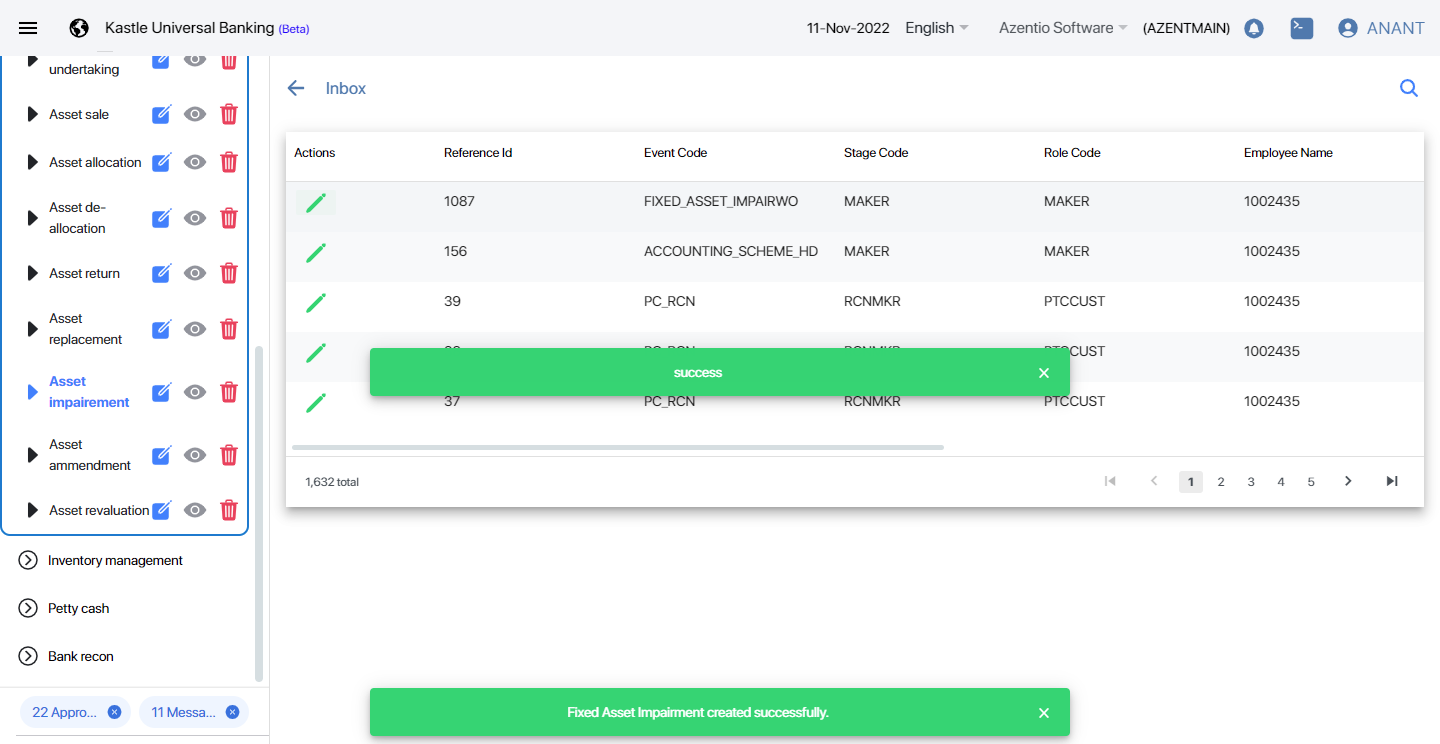 Kastle Universal Banking (Beta)
11-Nov-2022 English Azentio Software (AZENTMAIN) ANANT
undertaking
Asset sale
Asset allocation
Asset de-
allocation
Asset return
Asset
replacement
Asset
impairement
Asset
ammendment
Asset revaluation
Inventory management
Petty cash
Bank recon
22 Appro... 11 Messa...
Inbox
Actions Reference Id Event Code Stage Code Role Code Employee Name
1087 FIXED_ASSET_IMPAIRWO MAKER MAKER 1002435
156 ACCOUNTING_SCHEME_HD MAKER MAKER 1002435
39 PC_RCN RCNMKR PTCCUST 1002435
PC_RCN RCNMKR PTCCUST 1002435
success
37 PC_RCN RCNMKR PTCCUST 1002435
1,632 total 1 2 3 4 5
Fixed Asset Impairment created successfully.